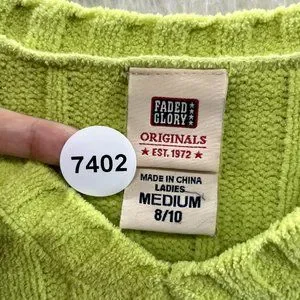 FADED
GLORY
ORIGINALS
★ EST. 1972 ★
7402
MADE IN CHINA
LADIES
MEDIUM
8/10